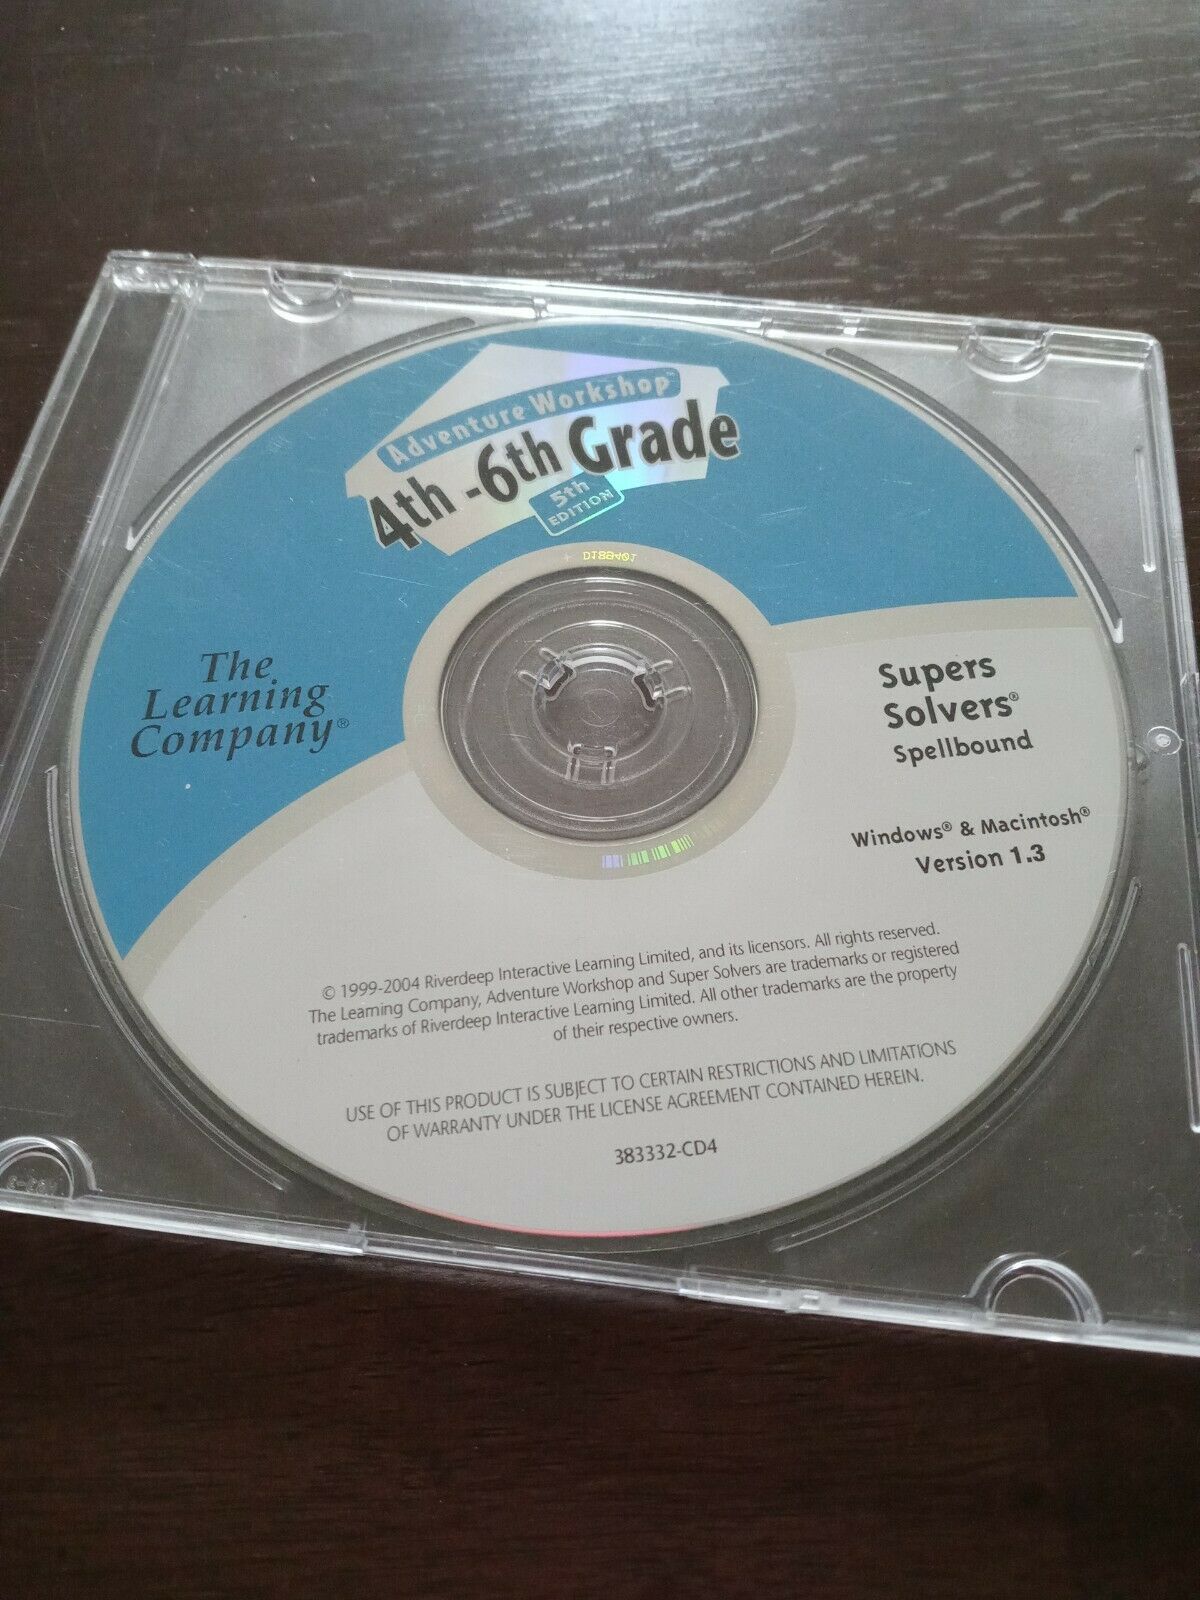 Adventure Workshop™
4th - 6th Grade
5th
EDITION
The
Learning
Company®
Supers
Solvers®
Spellbound
Windows® & Macintosh®
Version 1.3
© 1999-2004 Riverdeep Interactive Learning Limited, and its licensors. All rights reserved.
The Learning Company, Adventure Workshop and Super Solvers are trademarks or registered
trademarks of Riverdeep Interactive Learning Limited. All other trademarks are the property
of their respective owners.
USE OF THIS PRODUCT IS SUBJECT TO CERTAIN RESTRICTIONS AND LIMITATIONS
OF WARRANTY UNDER THE LICENSE AGREEMENT CONTAINED HEREIN.
383332-CD4